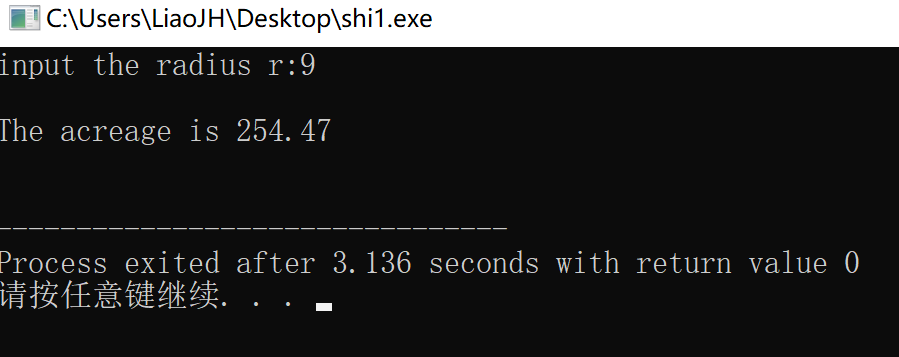 C:\Users\LiaoJH\Desktop\shi1.exe
input the radius r:9
The acreage is 254.47
--------------------------------
Process exited after 3.136 seconds with return value 0
请按任意键继续. . .